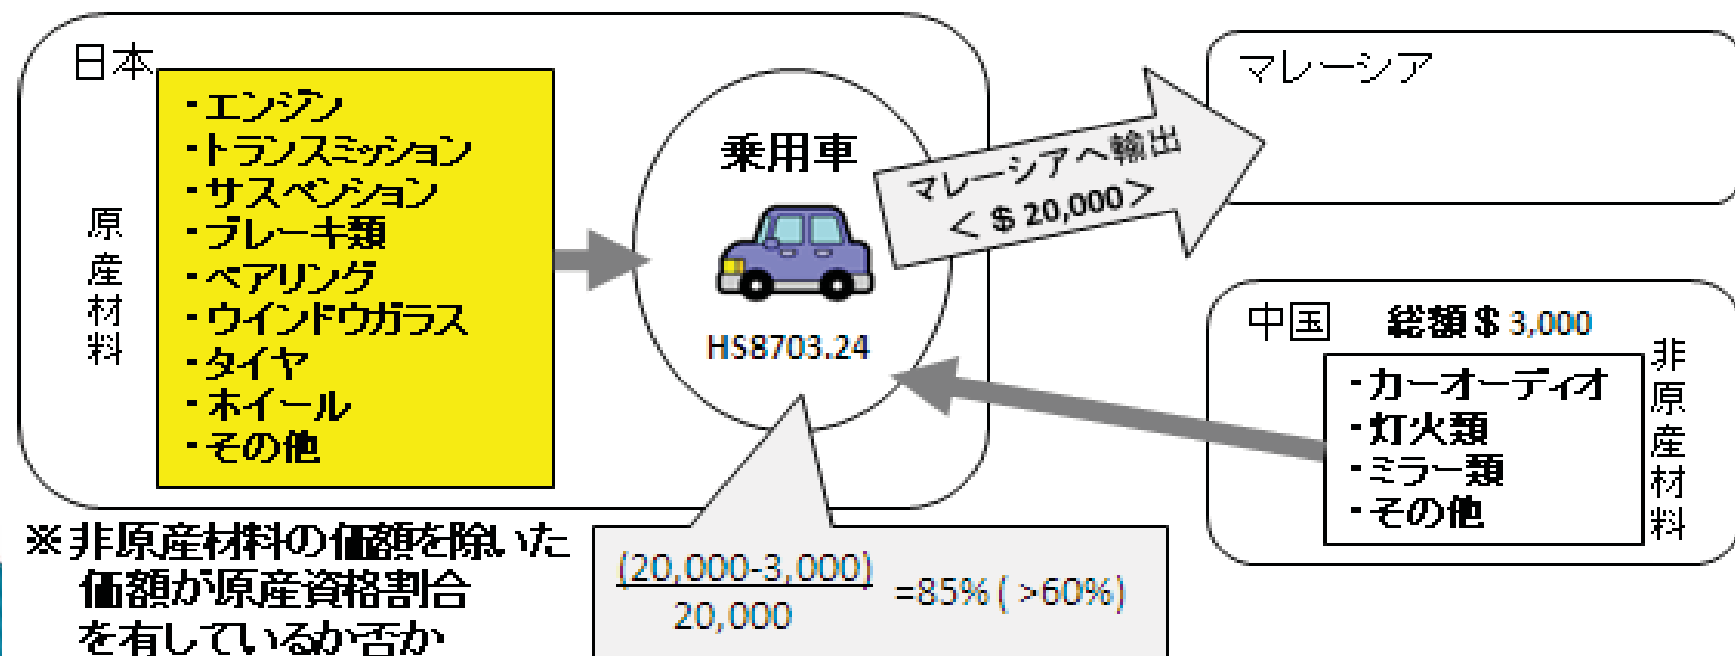 日本
原産材料
・エンジン
・トランスミッション
・サスペンション
・ブレーキ類
・ベアリング
・ウインドウガラス
・タイヤ
・ホイール
・その他
乗用車
HS8703.24
マレーシアへ輸出
＜＄20,000＞
マレーシア
中国 総額＄3,000
・カーオーディオ
・灯火類
・ミラー類
・その他
非原産材料
※非原産材料の価額を除いた
価額が原産資格割合
を有しているか否か
(20,000-3,000)
20,000
=85% ( >60%)